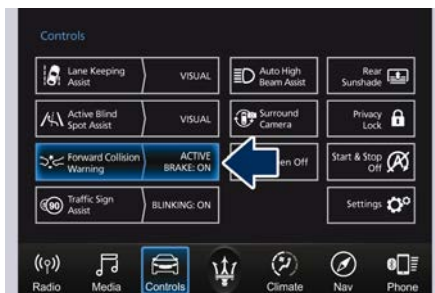 Controls
Lane Keeping
Assist
VISUAL
Auto High
Beam Assist
Rear
Sunshade
Active Blind
Spot Assist
VISUAL
Surround
Camera
Privacy
Lock
Forward Collision
Warning
ACTIVE
BRAKE: ON
en Off
Start & Stop
Off
90
Traffic Sign
Assist
BLINKING: ON
Settings
Radio
Media
Controls
Climate
Nav
Phone